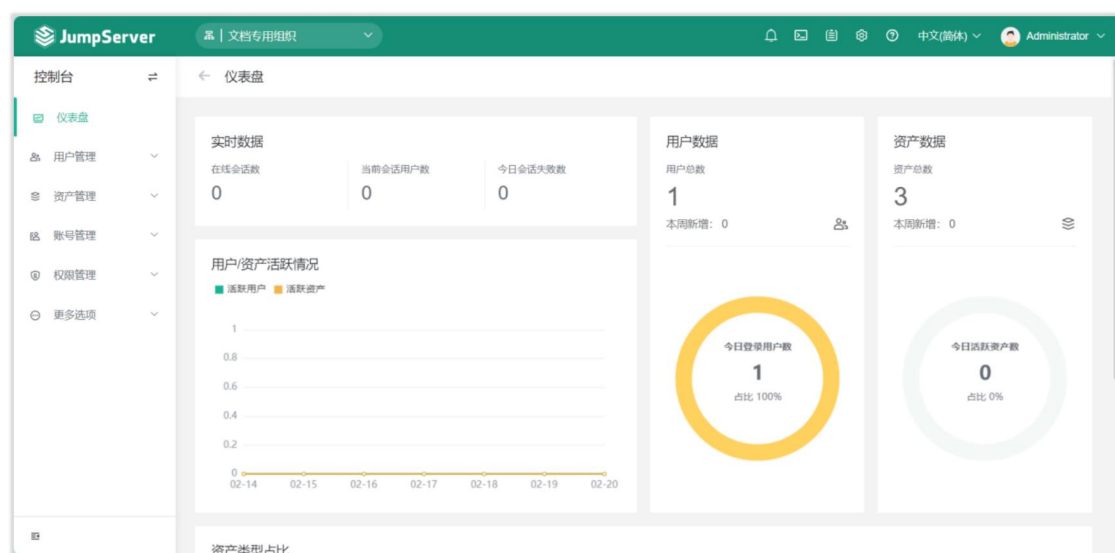 JumpServer
文档专用组织
中文(简体)
Administrator
控制台
仪表盘
仪表盘
用户管理
资产管理
账号管理
权限管理
更多选项
实时数据
在线会话数
0
当前会话用户数
0
今日会话失败数
0
用户数据
用户总数
1
本周新增: 0
今日登录用户数
1
占比 100%
资产数据
资产总数
3
本周新增: 0
今日活跃资产数
0
占比 0%
用户/资产活跃情况
活跃用户 活跃资产
1
0.8
0.6
0.4
0.2
0
02-14 02-15 02-16 02-17 02-18 02-19 02-20
资产类型占比